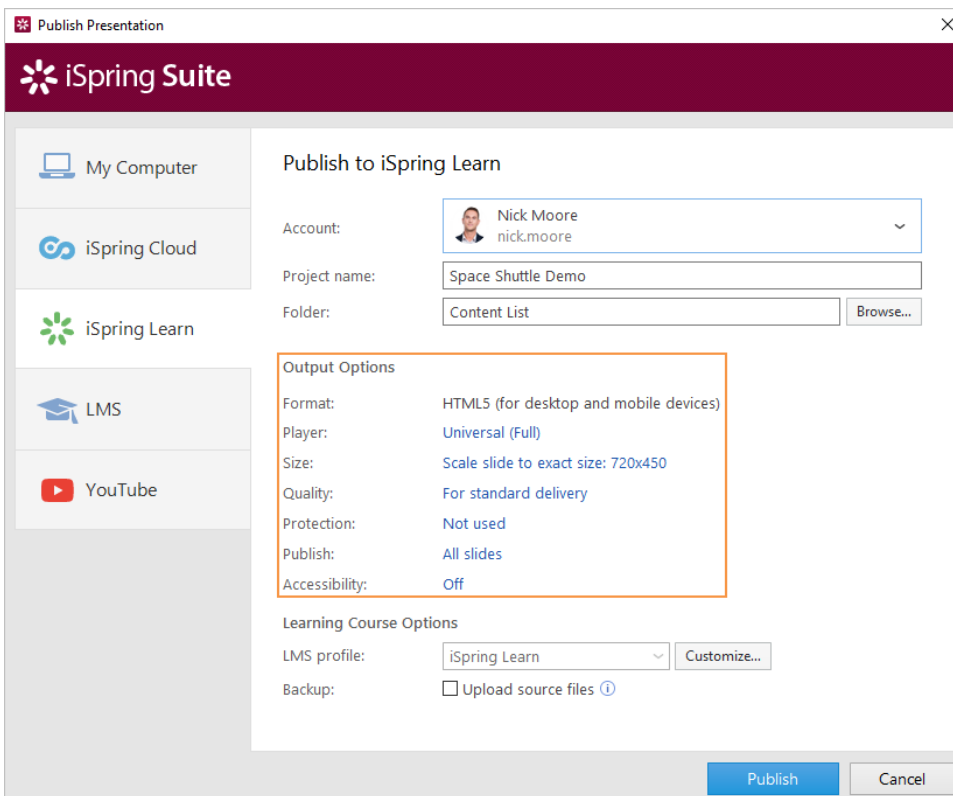 Publish Presentation
iSpring Suite
My Computer
iSpring Cloud
iSpring Learn
LMS
YouTube
Publish to iSpring Learn
Account:
Nick Moore
nick.moore
Project name:
Space Shuttle Demo
Folder:
Content List
Browse...
Output Options
Format:
HTML5 (for desktop and mobile devices)
Player:
Universal (Full)
Size:
Scale slide to exact size: 720x450
Quality:
For standard delivery
Protection:
Not used
Publish:
All slides
Accessibility:
Off
Learning Course Options
LMS profile:
iSpring Learn
Customize...
Backup:
Upload source files
Publish
Cancel